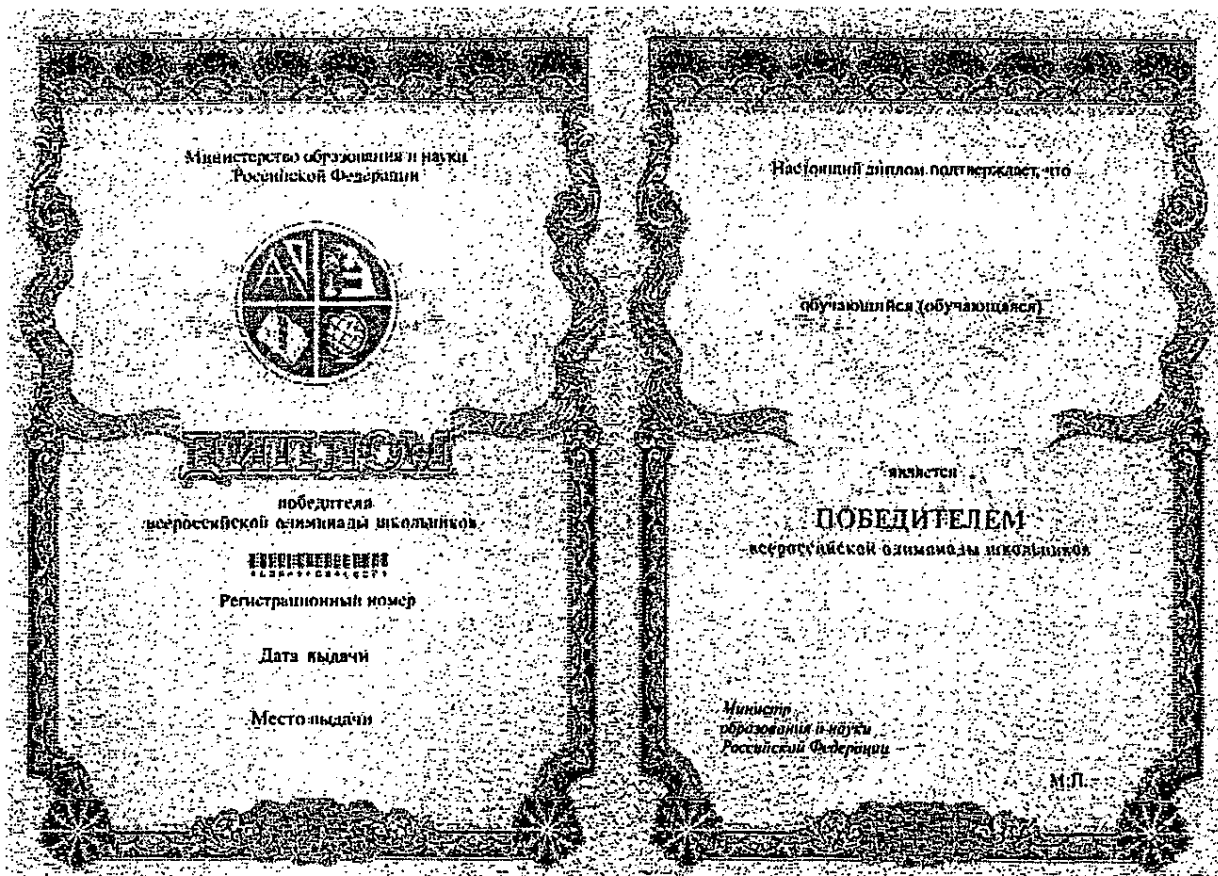 Министерство образования и науки
Российской Федерации
ДИПЛОМ
победителя
всероссийской олимпиады школьников
Регистрационный номер
Дата выдачи
Место выдачи
Настоящий диплом подтверждает, что
обучающийся (обучающаяся)
является
ПОБЕДИТЕЛЕМ
всероссийской олимпиады школьников
Министр
образования и науки
Российской Федерации
М.П.